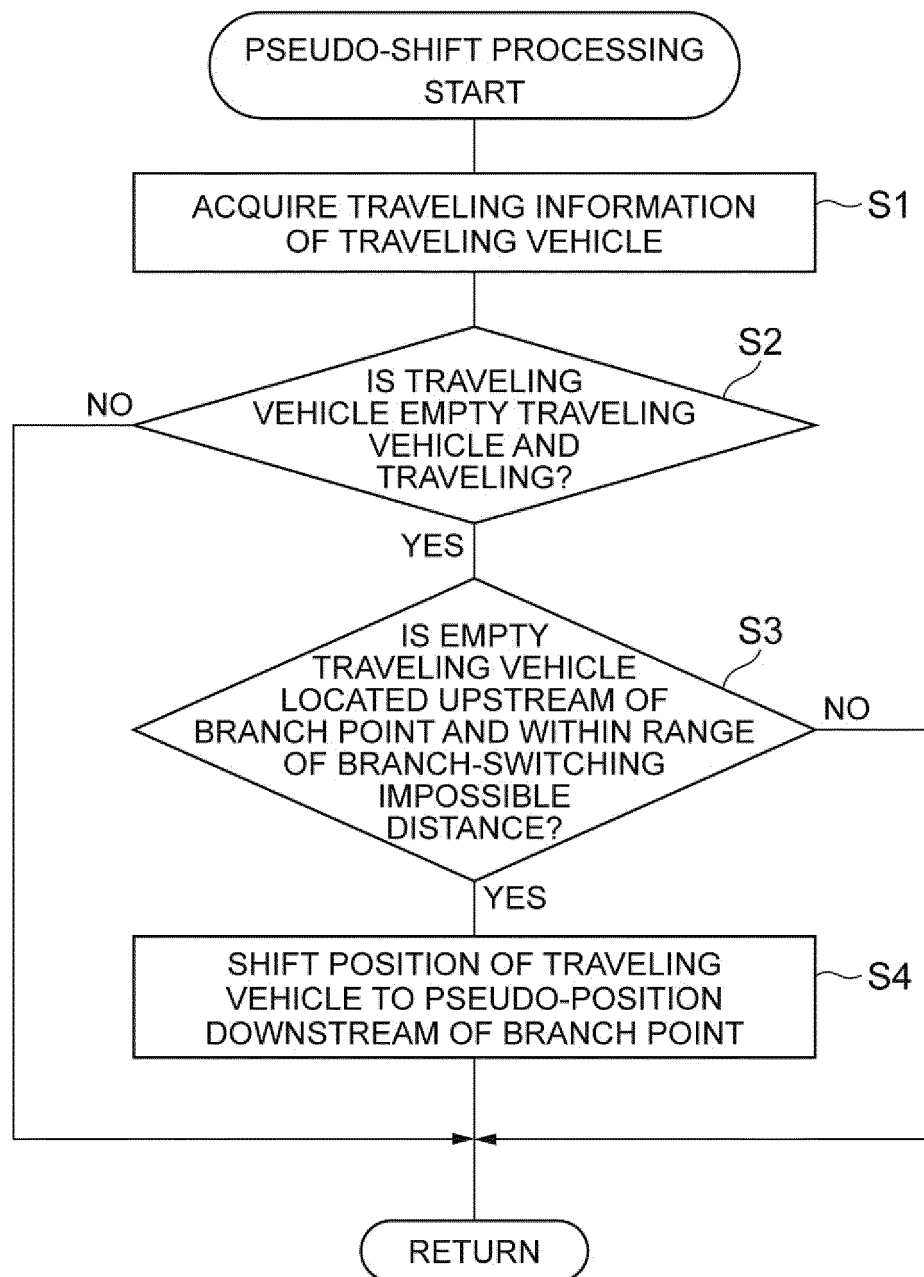 PSEUDO-SHIFT PROCESSING
START
ACQUIRE TRAVELING INFORMATION
OF TRAVELING VEHICLE
S1
S2
IS TRAVELING
VEHICLE EMPTY TRAVELING
VEHICLE AND
TRAVELING?
NO
YES
S3
IS EMPTY
TRAVELING VEHICLE
LOCATED UPSTREAM OF
BRANCH POINT AND WITHIN RANGE
OF BRANCH-SWITCHING
IMPOSSIBLE
DISTANCE?
NO
YES
SHIFT POSITION OF TRAVELING
VEHICLE TO PSEUDO-POSITION
DOWNSTREAM OF BRANCH POINT
S4
RETURN